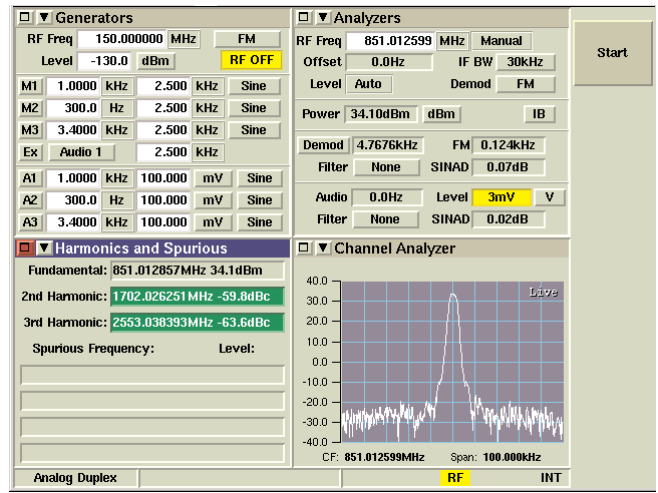 Generators
RF Freq 150.000000 MHz FM
Level -130.0 dBm RF OFF
M1 1.0000 kHz 2.500 kHz Sine
M2 300.0 Hz 2.500 kHz Sine
M3 3.4000 kHz 2.500 kHz Sine
Ex Audio 1 2.500 kHz
A1 1.0000 kHz 100.000 mV Sine
A2 300.0 Hz 100.000 mV Sine
A3 3.4000 kHz 100.000 mV Sine
Analyzers
RF Freq 851.012599 MHz Manual
Offset 0.0Hz IF BW 30kHz
Level Auto Demod FM
Power 34.10dBm dBm IB
Demod 4.7676kHz FM 0.124kHz
Filter None SINAD 0.07dB
Audio 0.0Hz Level 3mV V
Filter None SINAD 0.02dB
Start
Harmonics and Spurious
Fundamental: 851.012857MHz 34.1dBm
2nd Harmonic: 1702.026251MHz -59.8dBc
3rd Harmonic: 2553.038393MHz -63.6dBc
Spurious Frequency: Level:
Channel Analyzer
Live
40.0
30.0
20.0
10.0
0.0
-10.0
-20.0
-30.0
-40.0
CF: 851.012599MHz Span: 100.000kHz
Analog Duplex RF INT